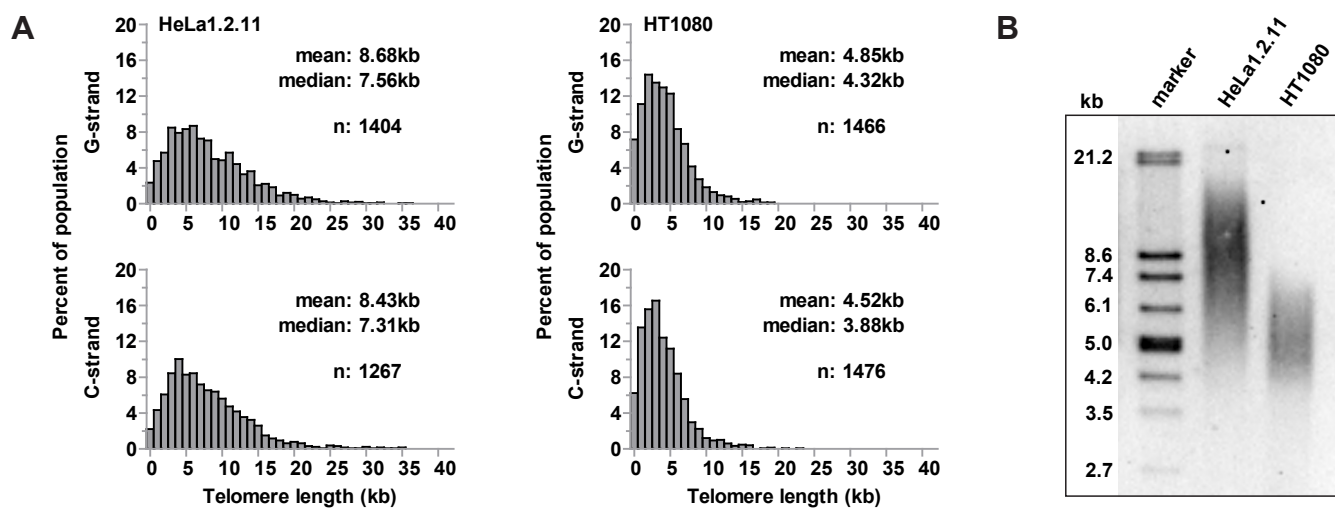 A
HeLa1.2.11
mean: 8.68kb
median: 7.56kb
n: 1404
Percent of population
G-strand
20
16
12
8
4
0
0 5 10 15 20 25 30 35 40
HT1080
mean: 4.85kb
median: 4.32kb
n: 1466
Percent of population
20
16
12
8
4
0
0 5 10 15 20 25 30 35 40
C-strand
20
16
12
8
4
0
mean: 8.43kb
median: 7.31kb
n: 1267
0 5 10 15 20 25 30 35 40
Telomere length (kb)
G-strand
C-strand
20
16
12
8
4
0
mean: 4.52kb
median: 3.88kb
n: 1476
0 5 10 15 20 25 30 35 40
Telomere length (kb)
B
kb
marker
HeLa1.2.11
HT1080
21.2
8.6
7.4
6.1
5.0
4.2
3.5
2.7